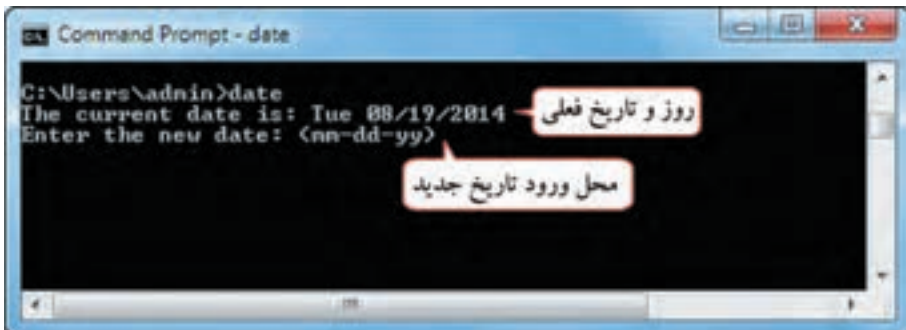 Command Prompt - date
C:\Users\admin>date
The current date is: Tue 08/19/2014
روز و تاریخ فعلی
Enter the new date: (mm-dd-yy)
محل ورود تاریخ جدید